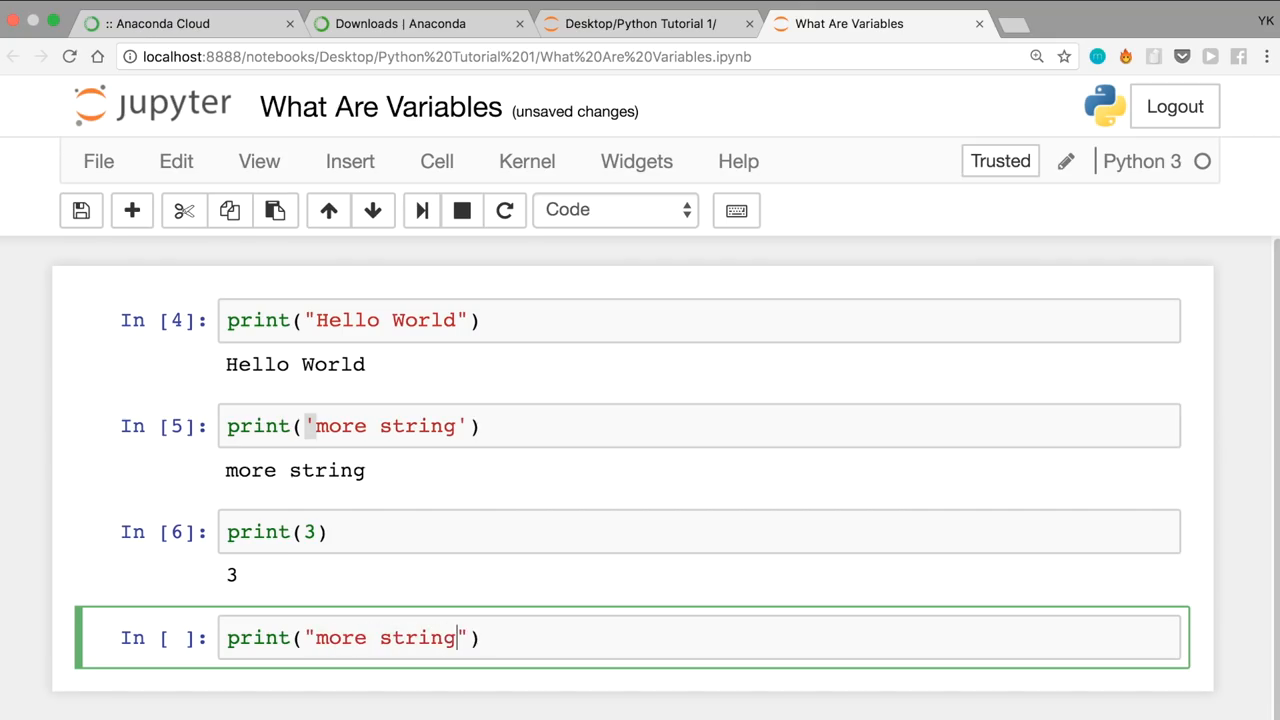 :: Anaconda Cloud
Downloads | Anaconda
Desktop/Python Tutorial 1/
What Are Variables
YK
localhost:8888/notebooks/Desktop/Python%20Tutorial%201/What%20Are%20Variables.ipynb
jupyter What Are Variables (unsaved changes)
Logout
File Edit View Insert Cell Kernel Widgets Help
Trusted
Python 3
Code
In [4]: print("Hello World")
Hello World
In [5]: print('more string')
more string
In [6]: print(3)
3
In [ ]: print("more string")